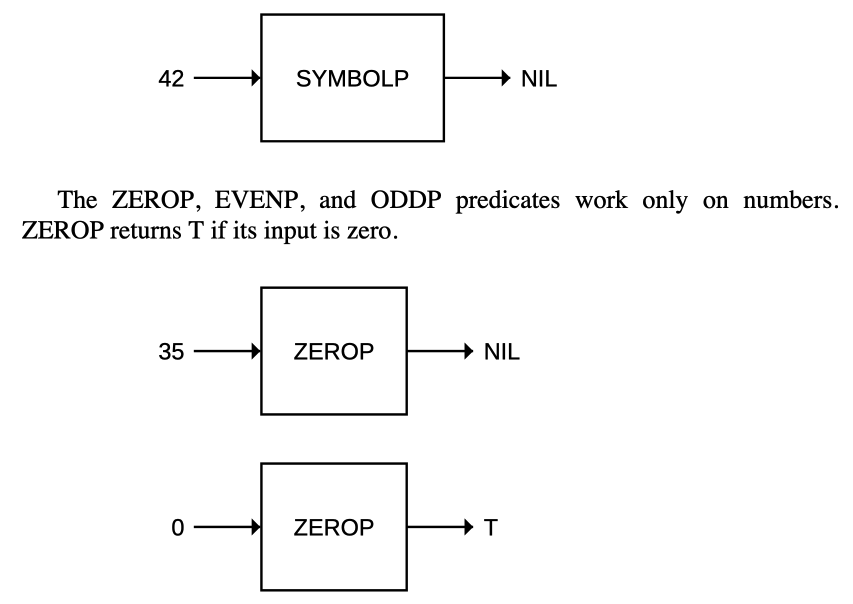 42 SYMBOLP NIL
The ZEROP, EVENP, and ODDP predicates work only on numbers.
ZEROP returns T if its input is zero.
35 ZEROP NIL
0 ZEROP T